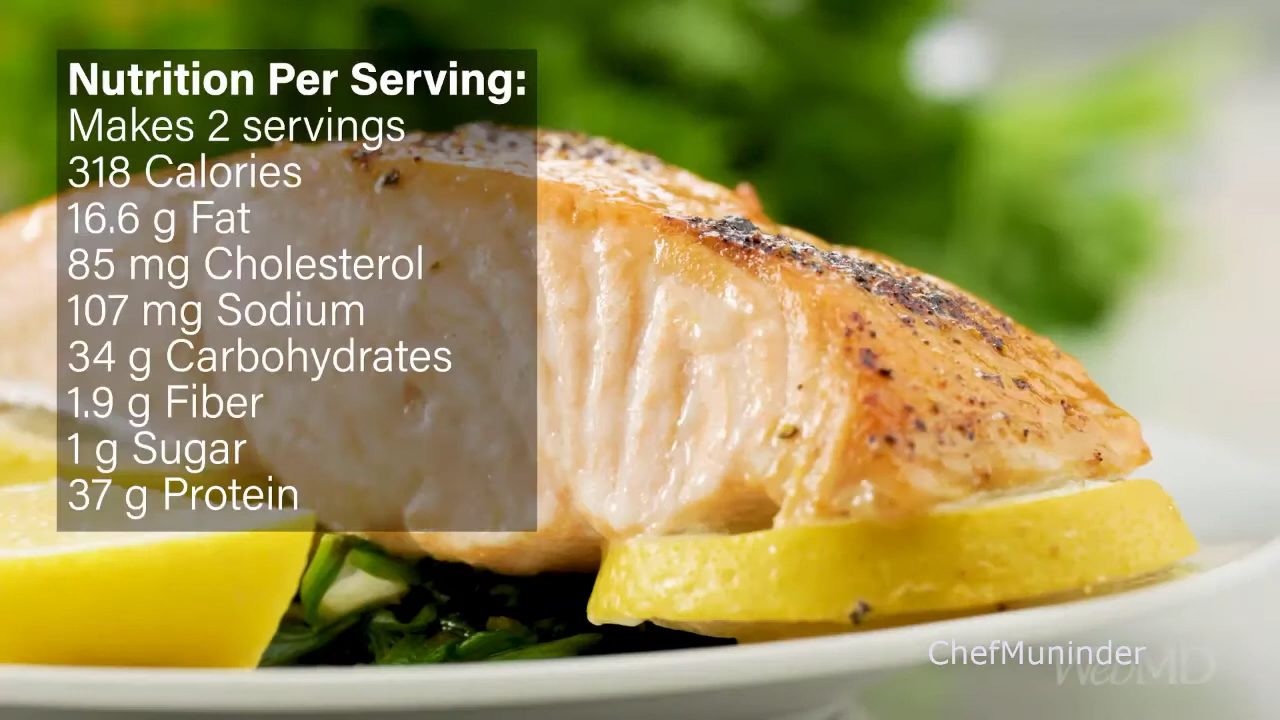 Nutrition Per Serving:
Makes 2 servings
318 Calories
16.6 g Fat
85 mg Cholesterol
107 mg Sodium
34 g Carbohydrates
1.9 g Fiber
1 g Sugar
37 g Protein
ChefMuninder
WebMD